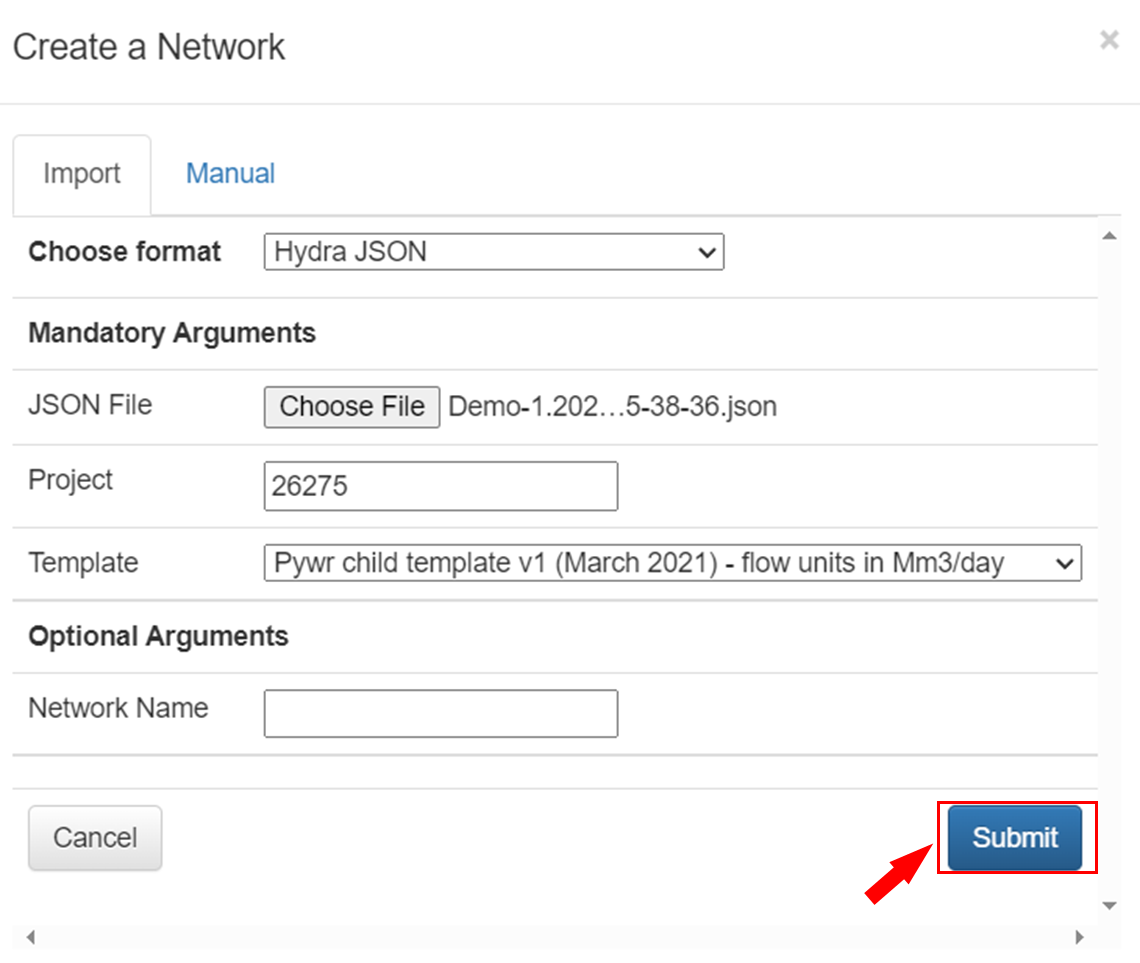 Create a Network
×
Import Manual
Choose format Hydra JSON
Mandatory Arguments
JSON File Choose File Demo-1.202…5-38-36.json
Project 26275
Template Pywr child template v1 (March 2021) - flow units in Mm3/day
Optional Arguments
Network Name
Cancel Submit